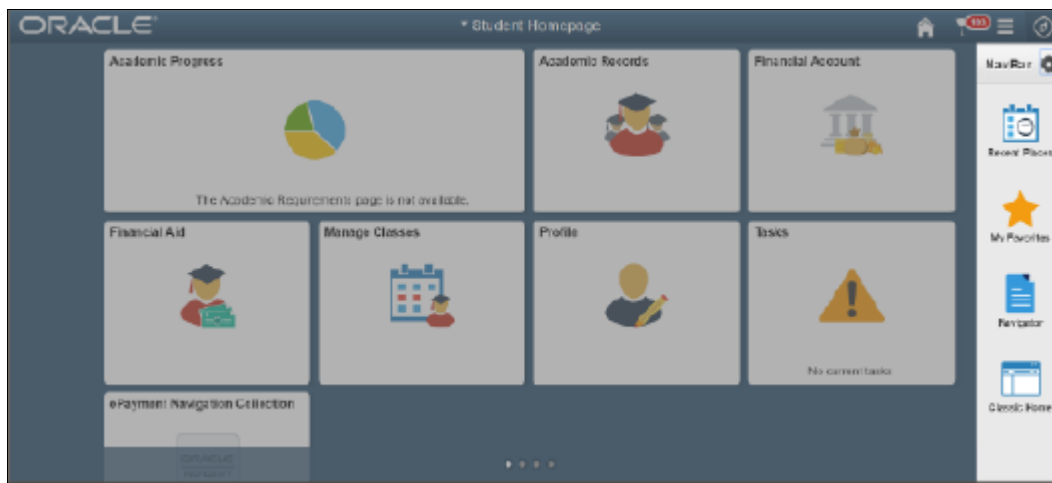 ORACLE
Student Homepage
NavBar
Academic Progress
The Academic Requirements page is not available.
Academic Records
Financial Account
Recent Places
My Favorites
Financial Aid
Manage Classes
Profile
Tasks
No current tasks
Navigator
Classic Home
ePayment Navigation Collection
ORACLE